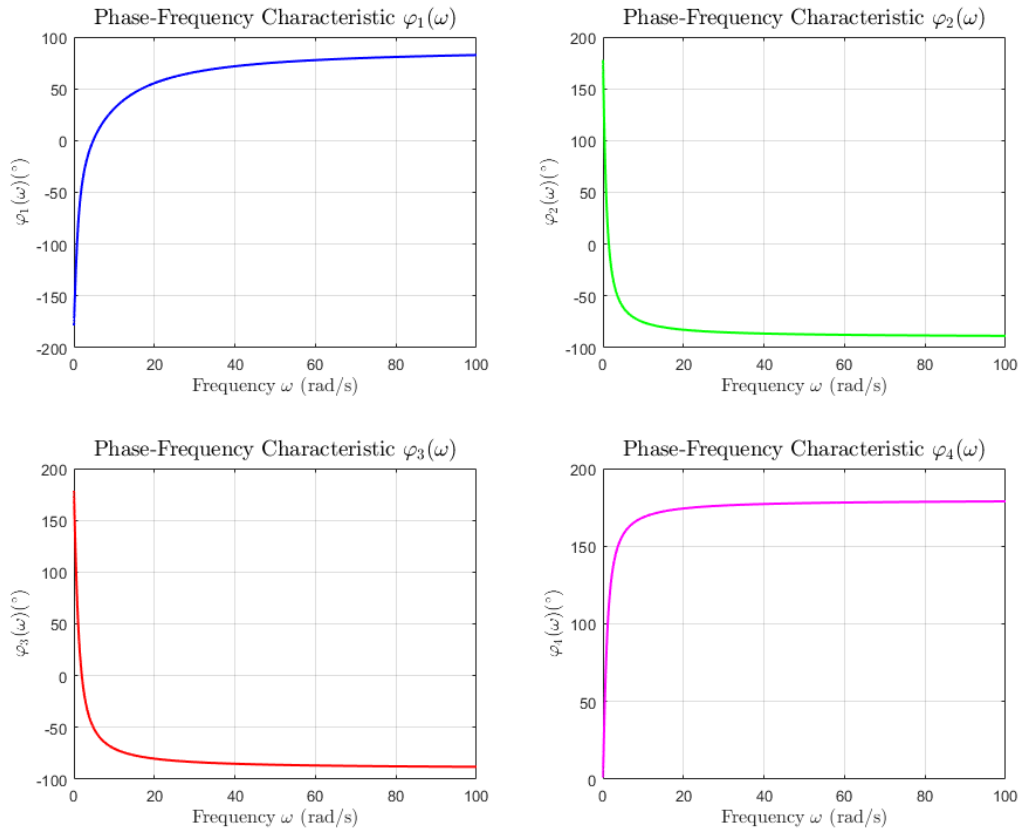 Phase-Frequency Characteristic φ₁(ω)
100
50
0
-50
-100
-150
-200
φ₁(ω)(°)
0 20 40 60 80 100
Frequency ω (rad/s)
Phase-Frequency Characteristic φ₂(ω)
200
150
100
50
0
-50
-100
φ₂(ω)(°)
0 20 40 60 80 100
Frequency ω (rad/s)
Phase-Frequency Characteristic φ₃(ω)
200
150
100
50
0
-50
-100
φ₃(ω)(°)
0 20 40 60 80 100
Frequency ω (rad/s)
Phase-Frequency Characteristic φ₄(ω)
200
150
100
50
0
φ₄(ω)(°)
0 20 40 60 80 100
Frequency ω (rad/s)